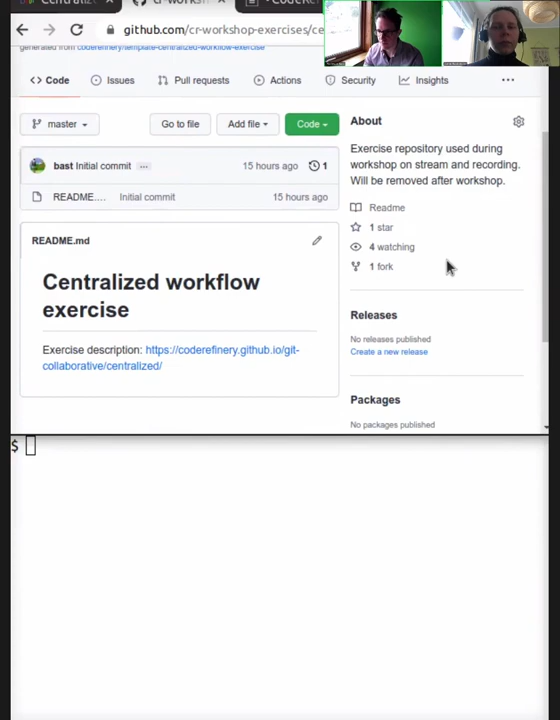 github.com/cr-workshop-exercises/ce
generated from coderefinery/template-centralized-workflow-exercise
Code Issues Pull requests Actions Security Insights
master Go to file Add file Code
bast Initial commit 15 hours ago 1
README.... Initial commit 15 hours ago
README.md
Centralized workflow
exercise
Exercise description: https://coderefinery.github.io/git-
collaborative/centralized/
About
Exercise repository used during
workshop on stream and recording.
Will be removed after workshop.
Readme
1 star
4 watching
1 fork
Releases
No releases published
Create a new release
Packages
No packages published
$